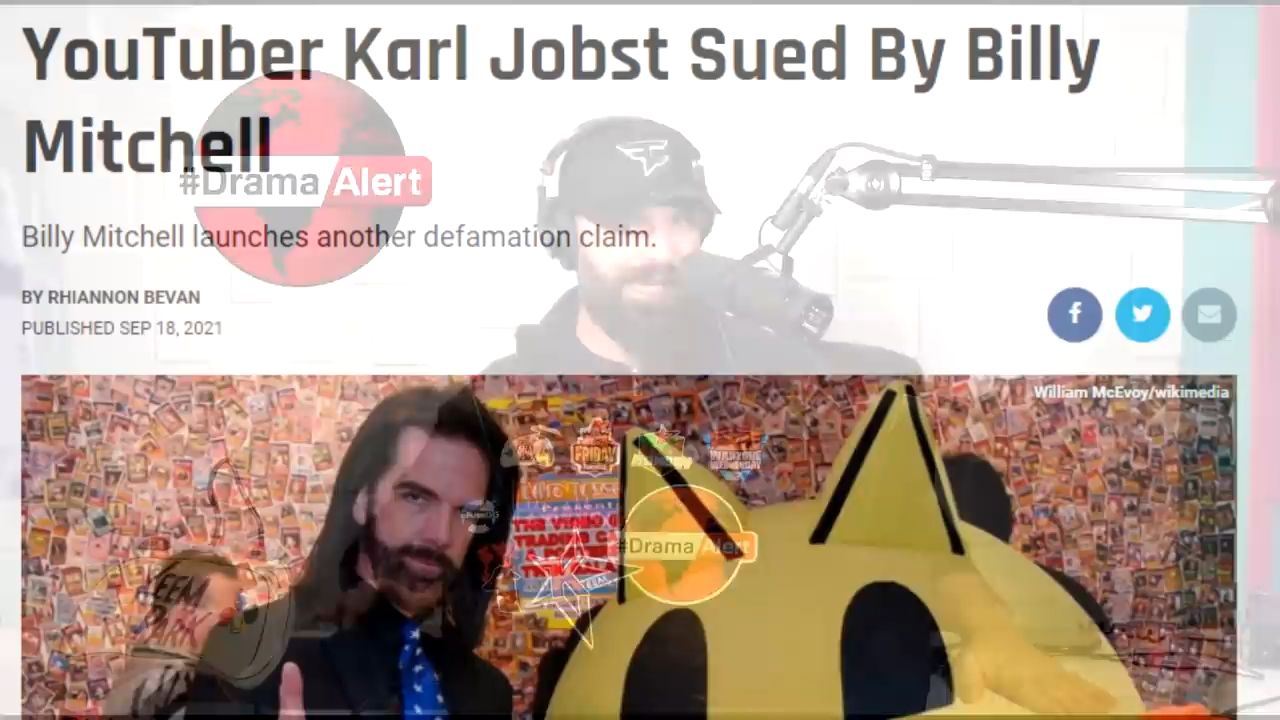 YouTuber Karl Jobst Sued By Billy
Mitchell
#Drama Alert
Billy Mitchell launches another defamation claim.
BY RHIANNON BEVAN
PUBLISHED SEP 18, 2021
f
William McEvoy/wikimedia
FRIDAY
#Drama Alert